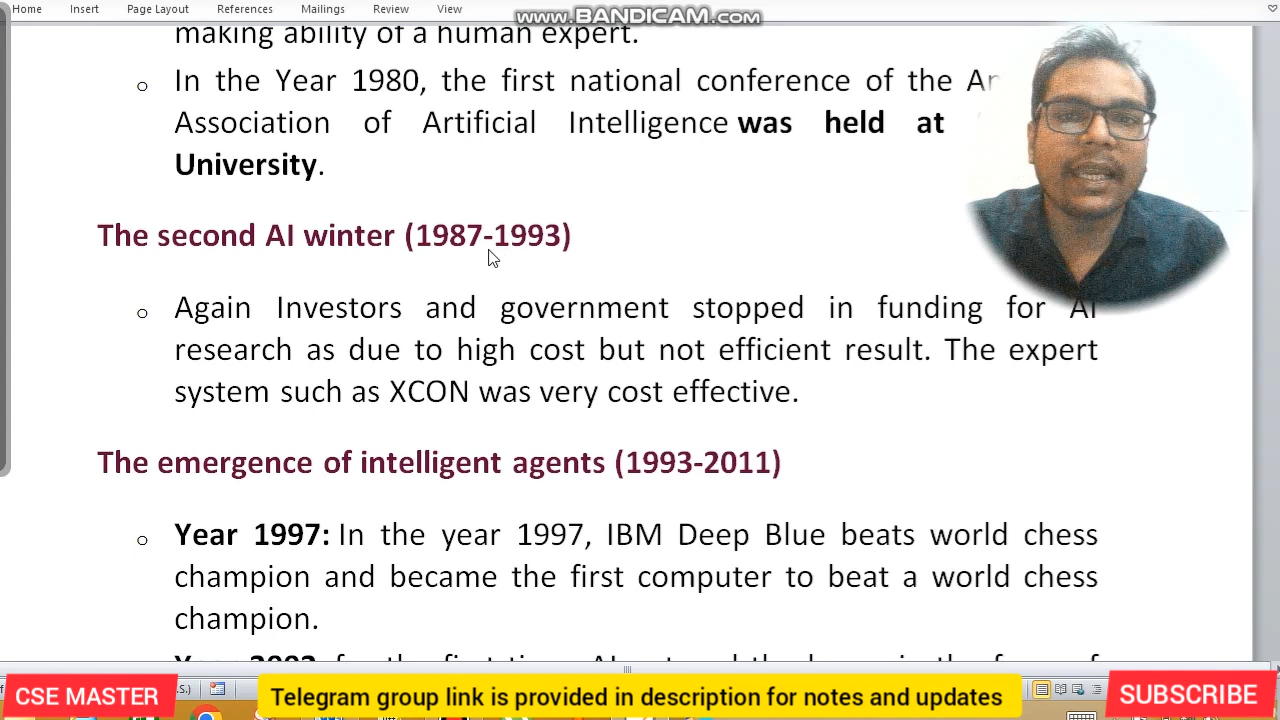 Home Insert Page Layout References Mailings Review View
www.BANDICAM.com
making ability of a human expert.
o In the Year 1980, the first national conference of the
Association of Artificial Intelligence was held at
University.
The second AI winter (1987-1993)
o Again Investors and government stopped in funding for AI
research as due to high cost but not efficient result. The expert
system such as XCON was very cost effective.
The emergence of intelligent agents (1993-2011)
o Year 1997: In the year 1997, IBM Deep Blue beats world chess
champion and became the first computer to beat a world chess
champion.
CSE MASTER
Telegram group link is provided in description for notes and updates
SUBSCRIBE